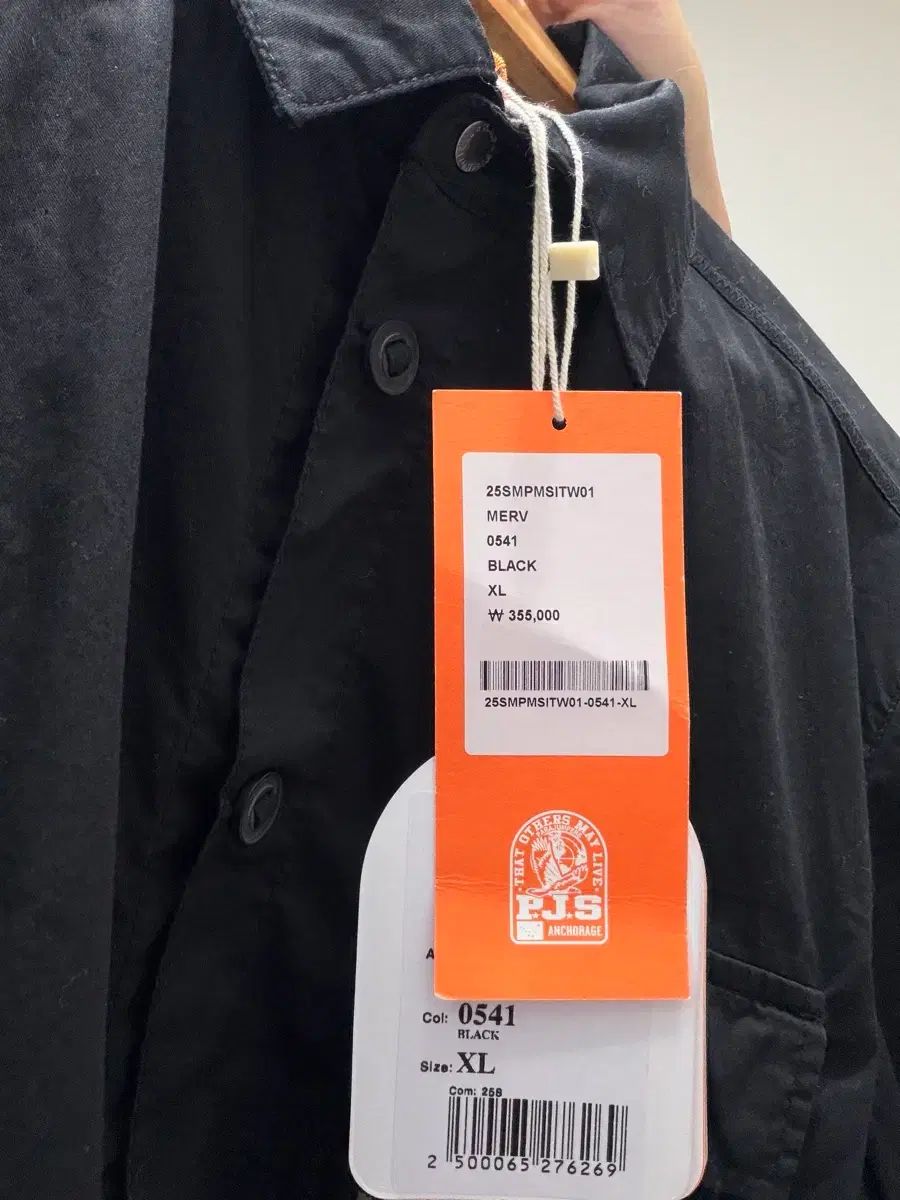 25SMPMSITW01
MERV
0541
BLACK
XL
₩ 355,000
25SMPMSITW01-0541-XL
THAT OTHERS MAY LIVE
PARAJUMPERS
P.J.S
ANCHORAGE
A
Col: 0541
BLACK
Size: XL
Com: 258
2 500065 276269